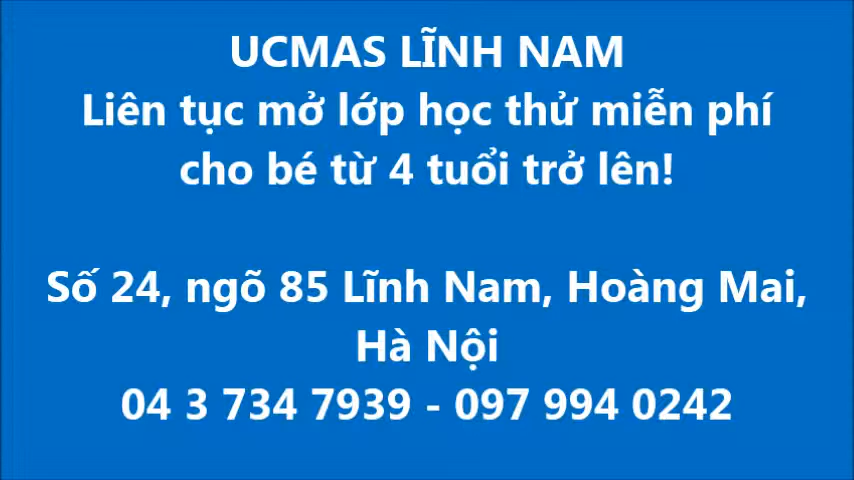 UCMAS LĨNH NAM
Liên tục mở lớp học thử miễn phí
cho bé từ 4 tuổi trở lên!
Số 24, ngõ 85 Lĩnh Nam, Hoàng Mai,
Hà Nội
04 3 734 7939 - 097 994 0242